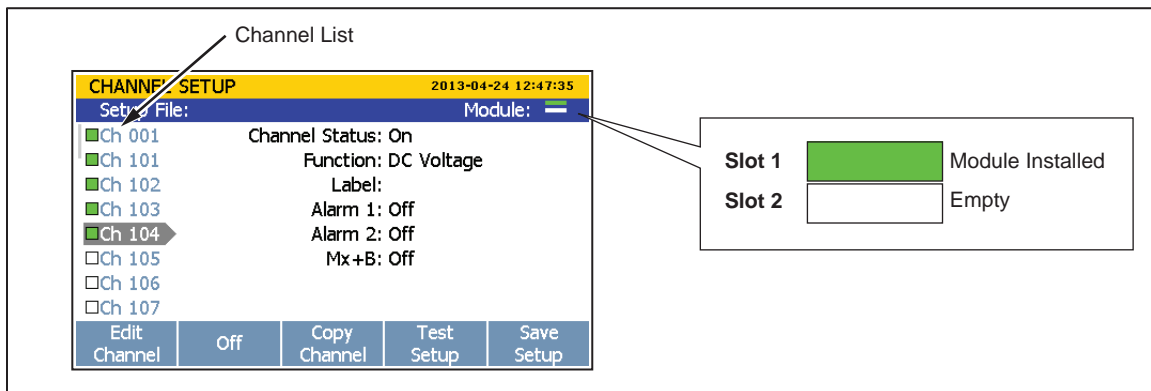 Channel List
CHANNEL SETUP 2013-04-24 12:47:35
Setup File: Module:
Ch 001 Channel Status: On
Ch 101 Function: DC Voltage
Ch 102 Label:
Ch 103 Alarm 1: Off
Ch 104 Alarm 2: Off
Ch 105 Mx+B: Off
Ch 106
Ch 107
Edit Channel Off Copy Channel Test Setup Save Setup
Slot 1 Module Installed
Slot 2 Empty